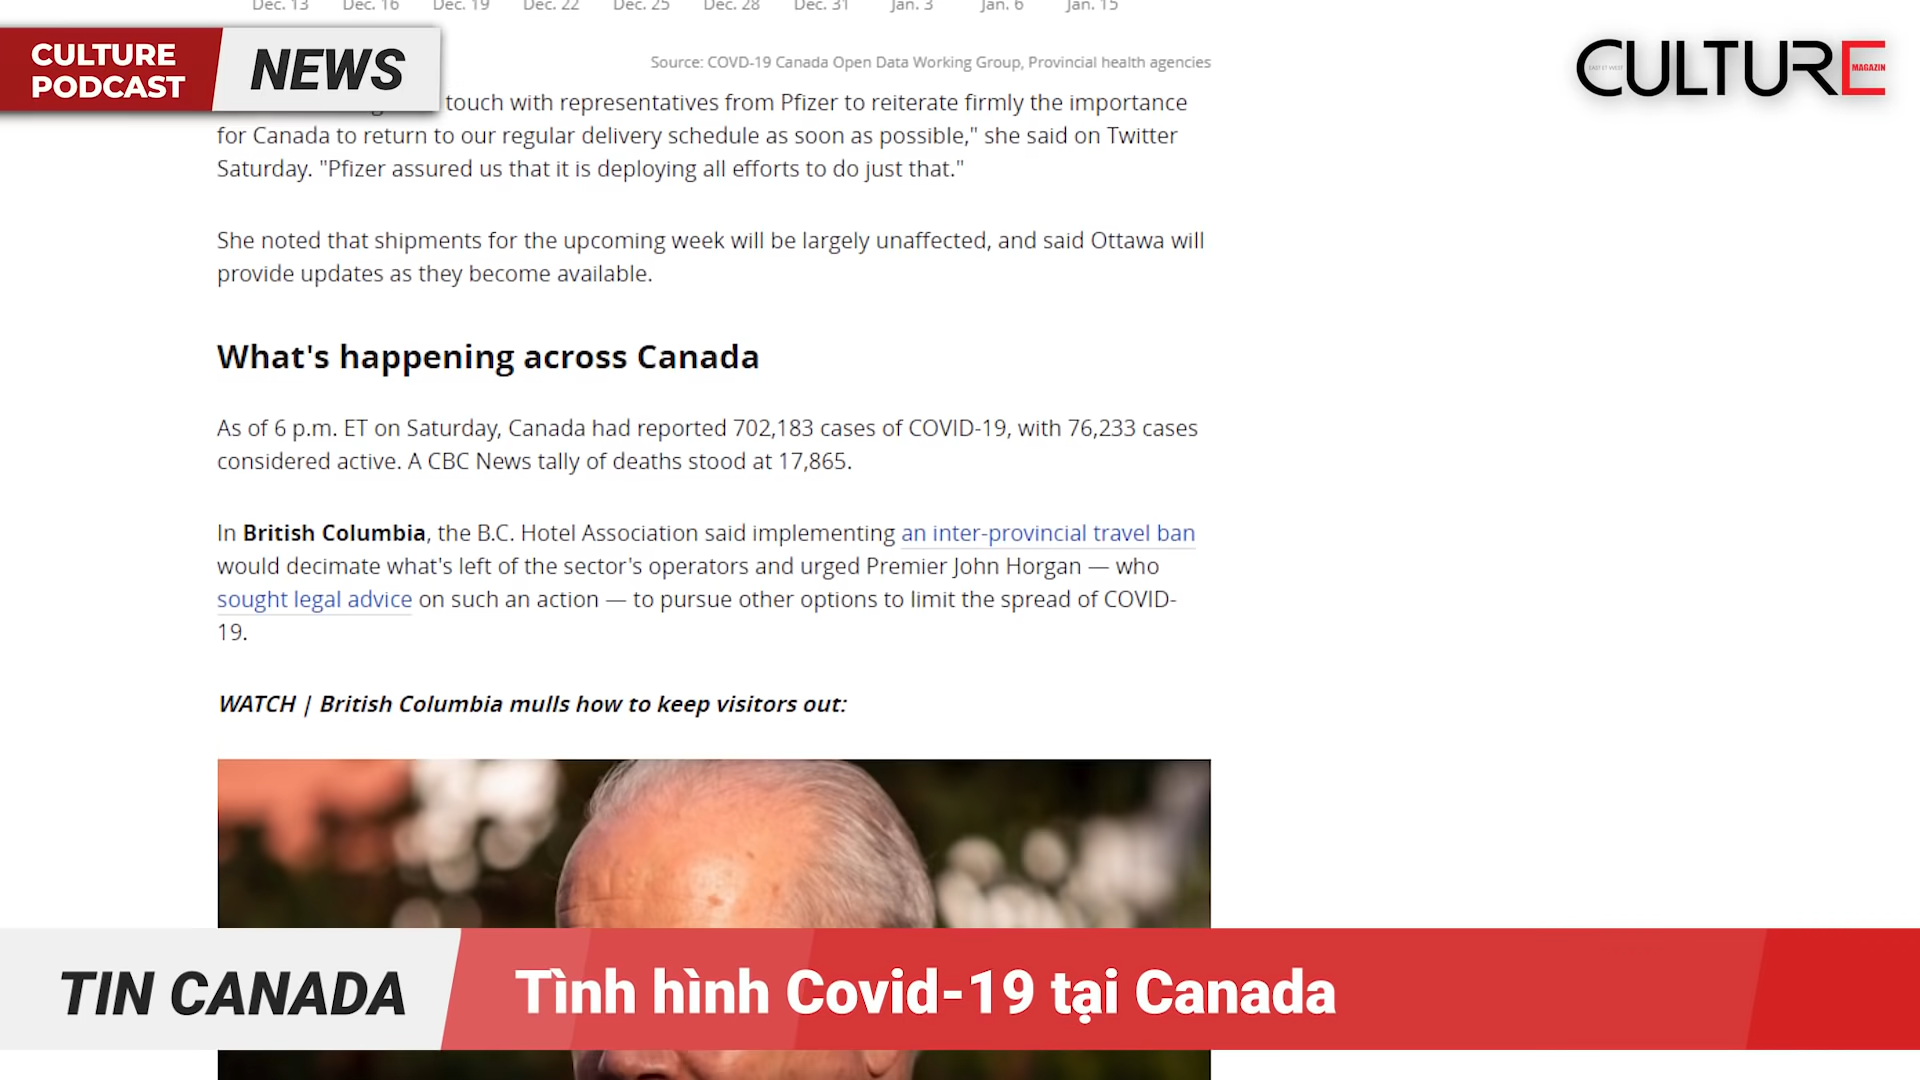 Dec. 13 Dec. 16 Dec. 19 Dec. 22 Dec. 25 Dec. 28 Dec. 31 Jan. 3 Jan. 6 Jan. 15
CULTURE
PODCAST
NEWS
CULTURE
EAST ET WEST
MAGAZIN
Source: COVD-19 Canada Open Data Working Group, Provincial health agencies
touch with representatives from Pfizer to reiterate firmly the importance
for Canada to return to our regular delivery schedule as soon as possible," she said on Twitter
Saturday. "Pfizer assured us that it is deploying all efforts to do just that."
She noted that shipments for the upcoming week will be largely unaffected, and said Ottawa will
provide updates as they become available.
What's happening across Canada
As of 6 p.m. ET on Saturday, Canada had reported 702,183 cases of COVID-19, with 76,233 cases
considered active. A CBC News tally of deaths stood at 17,865.
In British Columbia, the B.C. Hotel Association said implementing an inter-provincial travel ban
would decimate what's left of the sector's operators and urged Premier John Horgan — who
sought legal advice on such an action — to pursue other options to limit the spread of COVID-
19.
WATCH | British Columbia mulls how to keep visitors out:
TIN CANADA
Tình hình Covid-19 tại Canada